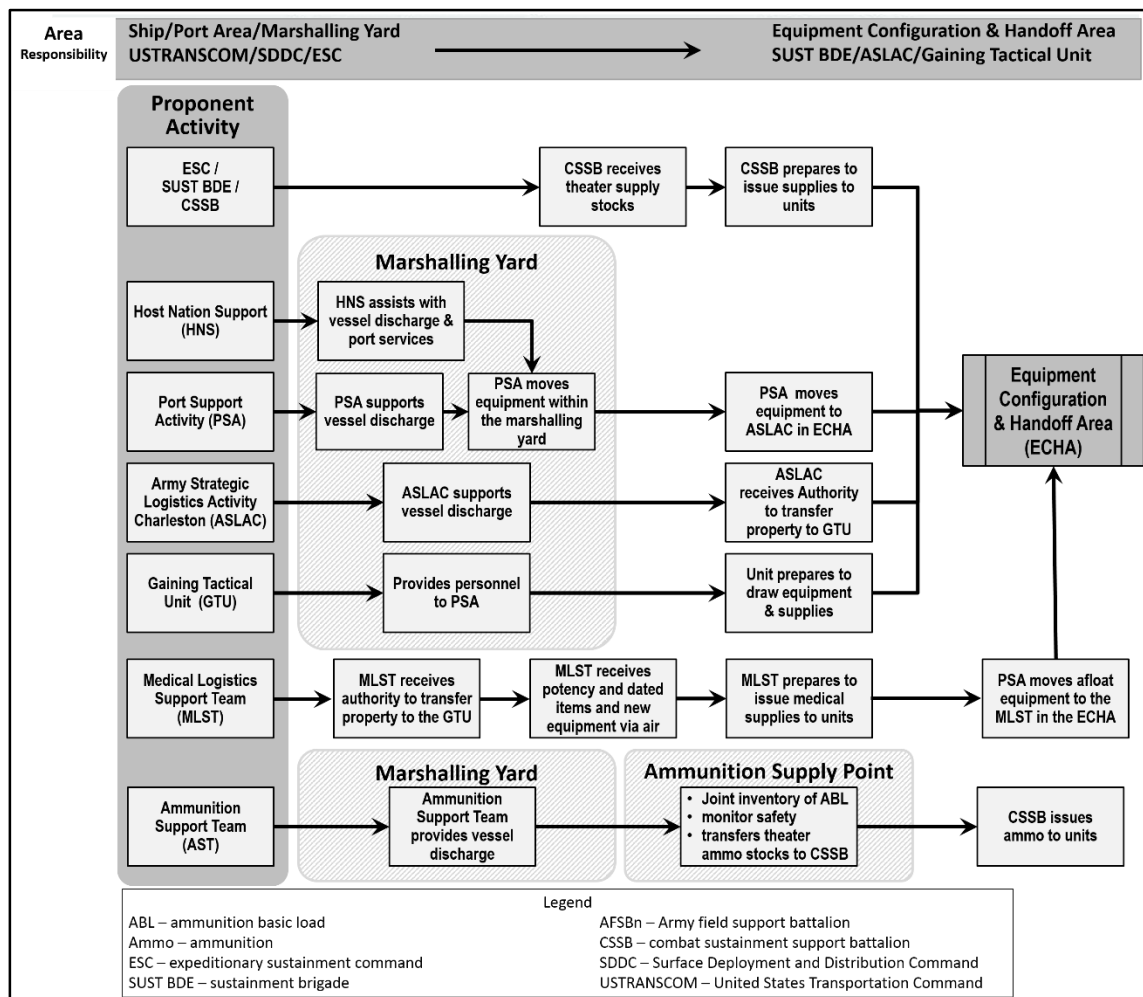 Area
Responsibility
Ship/Port Area/Marshalling Yard
USTRANSCOM/SDDC/ESC
Equipment Configuration & Handoff Area
SUST BDE/ASLAC/Gaining Tactical Unit
Proponent
Activity
ESC /
SUST BDE /
CSSB
CSSB receives
theater supply
stocks
CSSB prepares to
issue supplies to
units
Marshalling Yard
Host Nation Support
(HNS)
HNS assists with
vessel discharge &
port services
Port Support
Activity (PSA)
PSA supports
vessel discharge
PSA moves
equipment within
the marshalling
yard
PSA moves
equipment to
ASLAC in ECHA
Equipment
Configuration
& Handoff Area
(ECHA)
Army Strategic
Logistics Activity
Charleston (ASLAC)
ASLAC supports
vessel discharge
ASLAC
receives Authority
to transfer
property to GTU
Gaining Tactical
Unit (GTU)
Provides personnel
to PSA
Unit prepares to
draw equipment
& supplies
Medical Logistics
Support Team
(MLST)
MLST receives
authority to transfer
property to the GTU
MLST receives
potency and dated
items and new
equipment via air
MLST prepares to
issue medical
supplies to units
PSA moves afloat
equipment to the
MLST in the ECHA
Marshalling Yard
Ammunition Supply Point
Ammunition
Support Team
(AST)
Ammunition
Support Team
provides vessel
discharge
• Joint inventory of ABL
• monitor safety
• transfers theater
ammo stocks to CSSB
CSSB issues
ammo to units
Legend
ABL – ammunition basic load
Ammo – ammunition
ESC – expeditionary sustainment command
SUST BDE – sustainment brigade
AFSBn – Army field support battalion
CSSB – combat sustainment support battalion
SDDC – Surface Deployment and Distribution Command
USTRANSCOM – United States Transportation Command